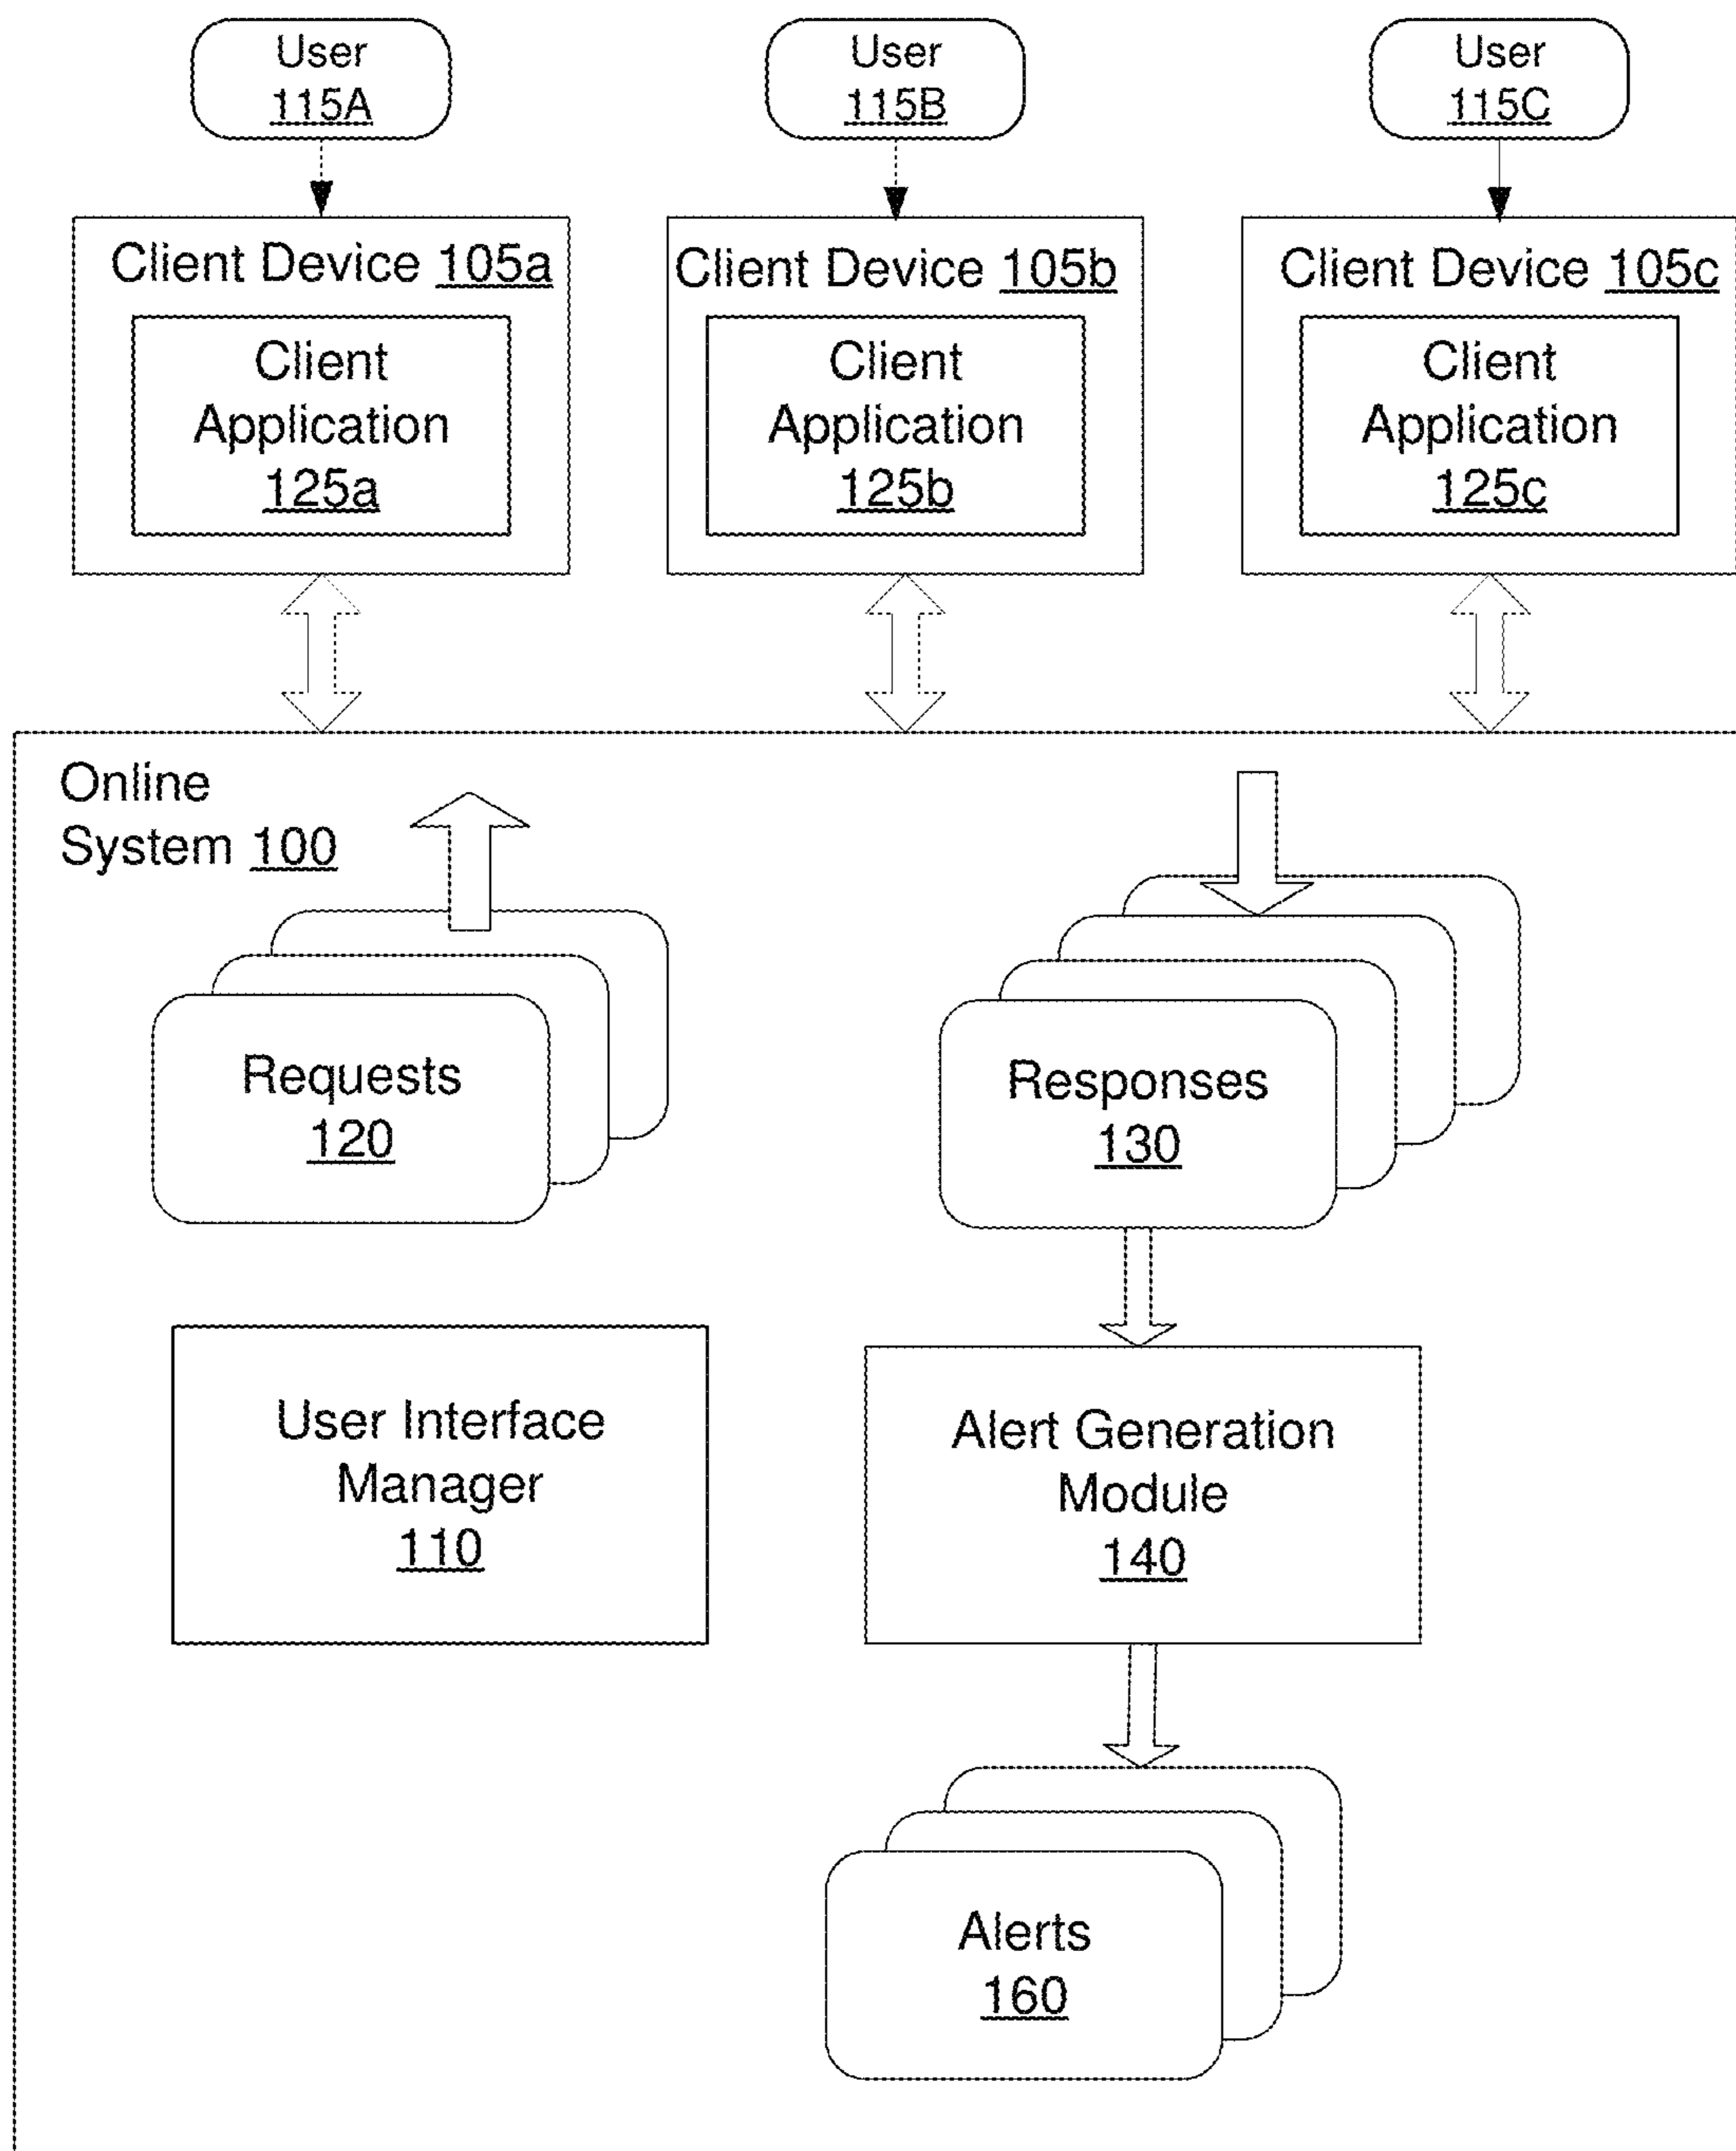 User
115A
User
115B
User
115C
Client Device 105a
Client
Application
125a
Client Device 105b
Client
Application
125b
Client Device 105c
Client
Application
125c
Online
System 100
Requests
120
Responses
130
User Interface
Manager
110
Alert Generation
Module
140
Alerts
160